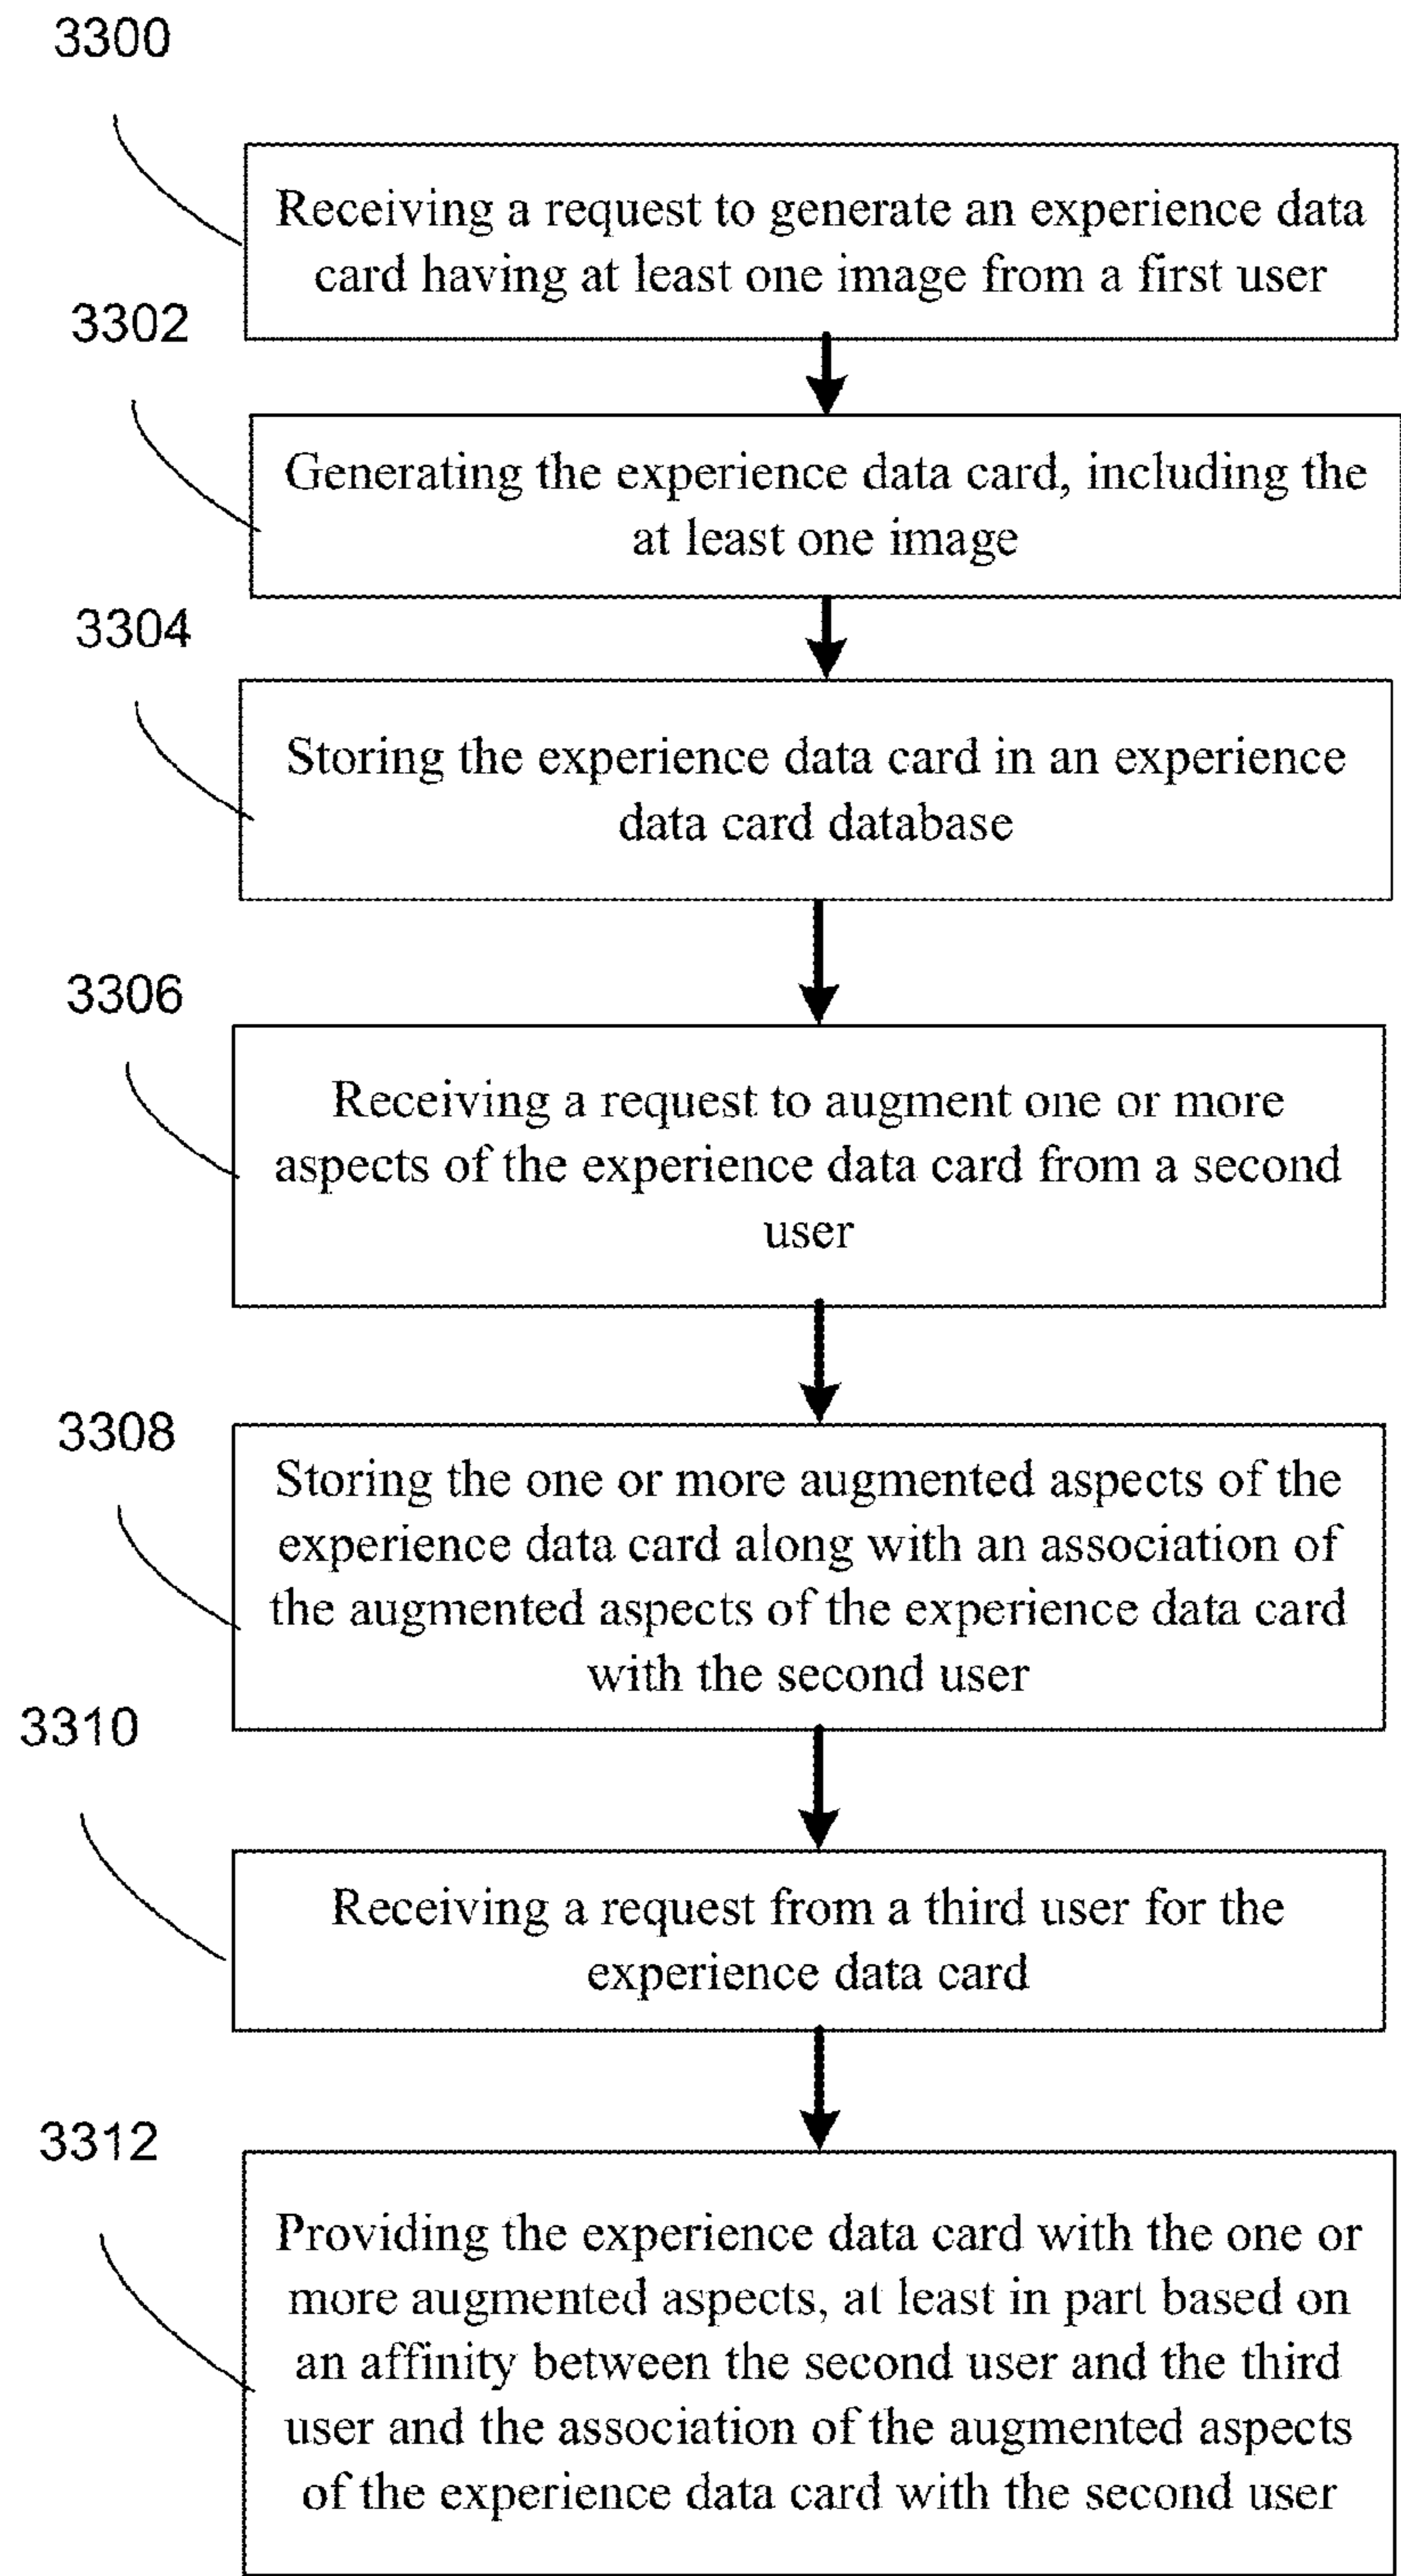 3300
Receiving a request to generate an experience data
card having at least one image from a first user
3302
Generating the experience data card, including the
at least one image
3304
Storing the experience data card in an experience
data card database
3306
Receiving a request to augment one or more
aspects of the experience data card from a second
user
3308
Storing the one or more augmented aspects of the
experience data card along with an association of
the augmented aspects of the experience data card
with the second user
3310
Receiving a request from a third user for the
experience data card
3312
Providing the experience data card with the one or
more augmented aspects, at least in part based on
an affinity between the second user and the third
user and the association of the augmented aspects
of the experience data card with the second user